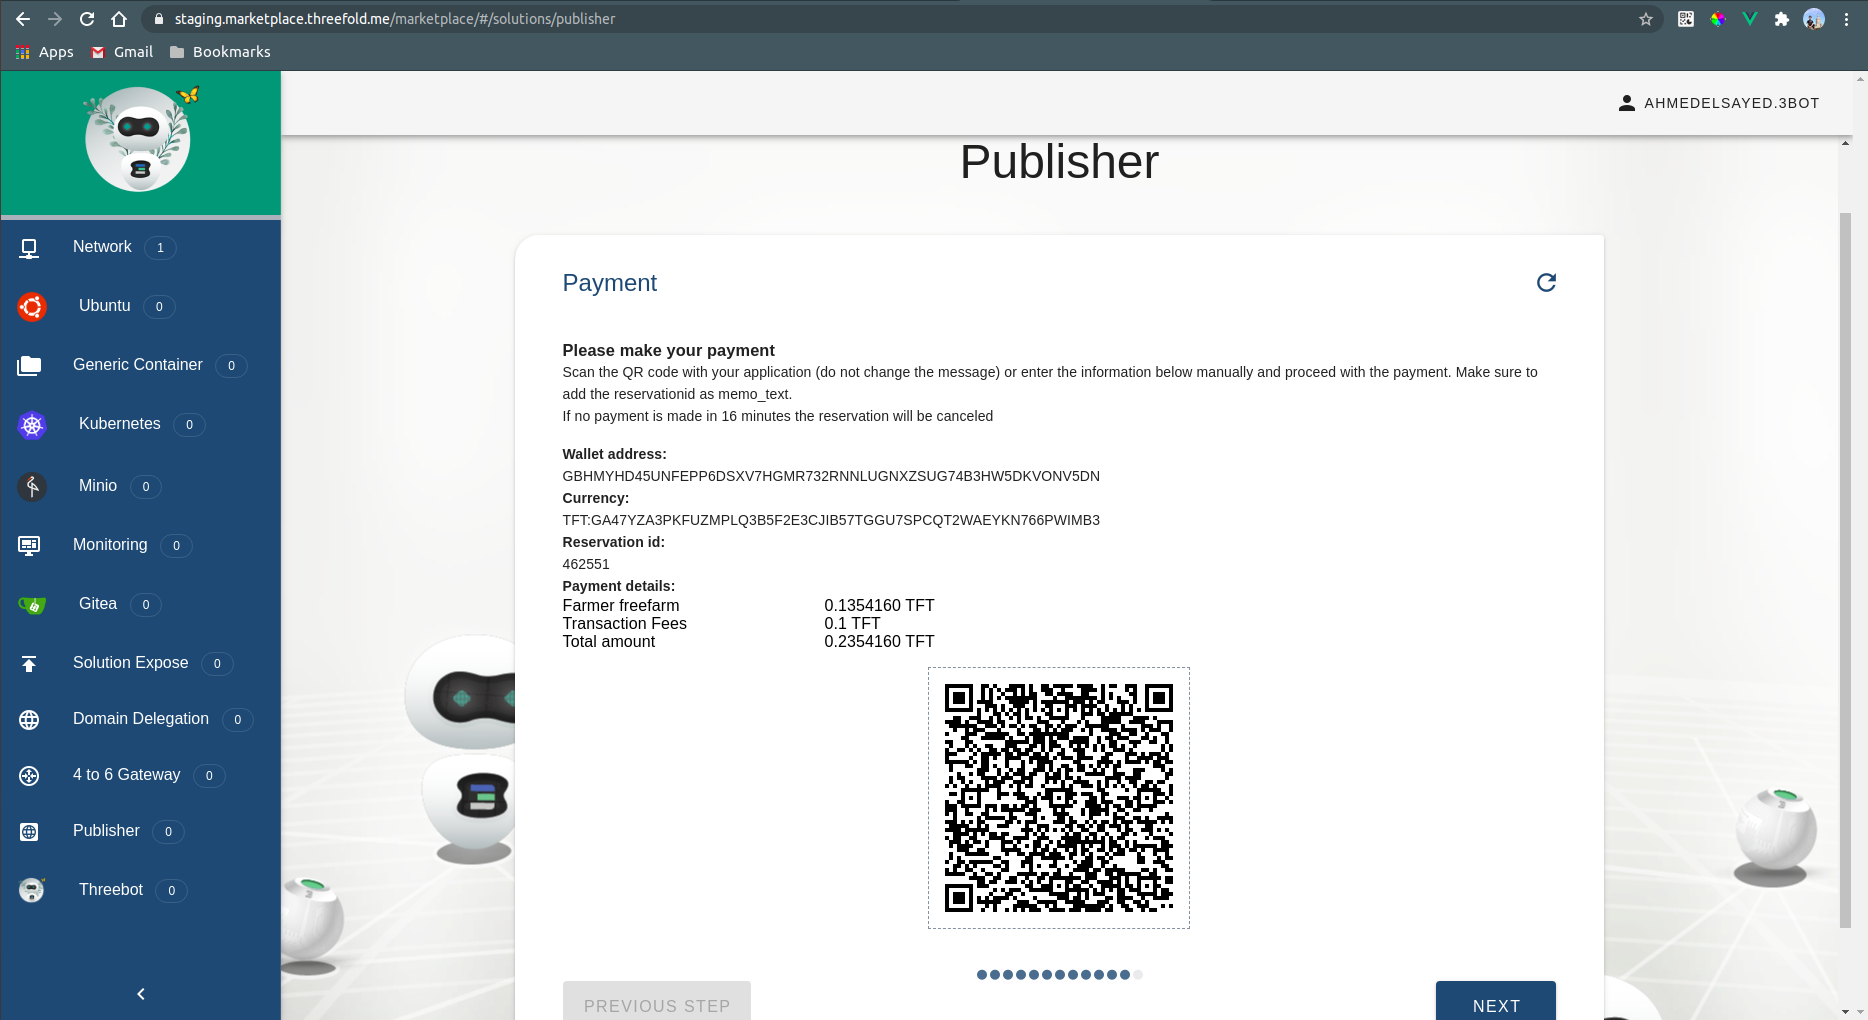 staging.marketplace.threefold.me/marketplace/#/solutions/publisher
Apps
Gmail
Bookmarks
AHMEDELSAYED.3BOT
Network 1
Ubuntu 0
Generic Container 0
Kubernetes 0
Minio 0
Monitoring 0
Gitea 0
Solution Expose 0
Domain Delegation 0
4 to 6 Gateway 0
Publisher 0
Threebot 0
Publisher
Payment
Please make your payment
Scan the QR code with your application (do not change the message) or enter the information below manually and proceed with the payment. Make sure to
add the reservationid as memo_text.
If no payment is made in 16 minutes the reservation will be canceled
Wallet address:
GBHMYHD45UNFEPP6DSXV7HGMR732RNNLUGNXZSUG74B3HW5DKVONV5DN
Currency:
TFT:GA47YZA3PKFUZMPLQ3B5F2E3CJIB57TGGU7SPCQT2WAEYKN766PWIMB3
Reservation id:
462551
Payment details:
Farmer freefarm 0.1354160 TFT
Transaction Fees 0.1 TFT
Total amount 0.2354160 TFT
PREVIOUS STEP
NEXT